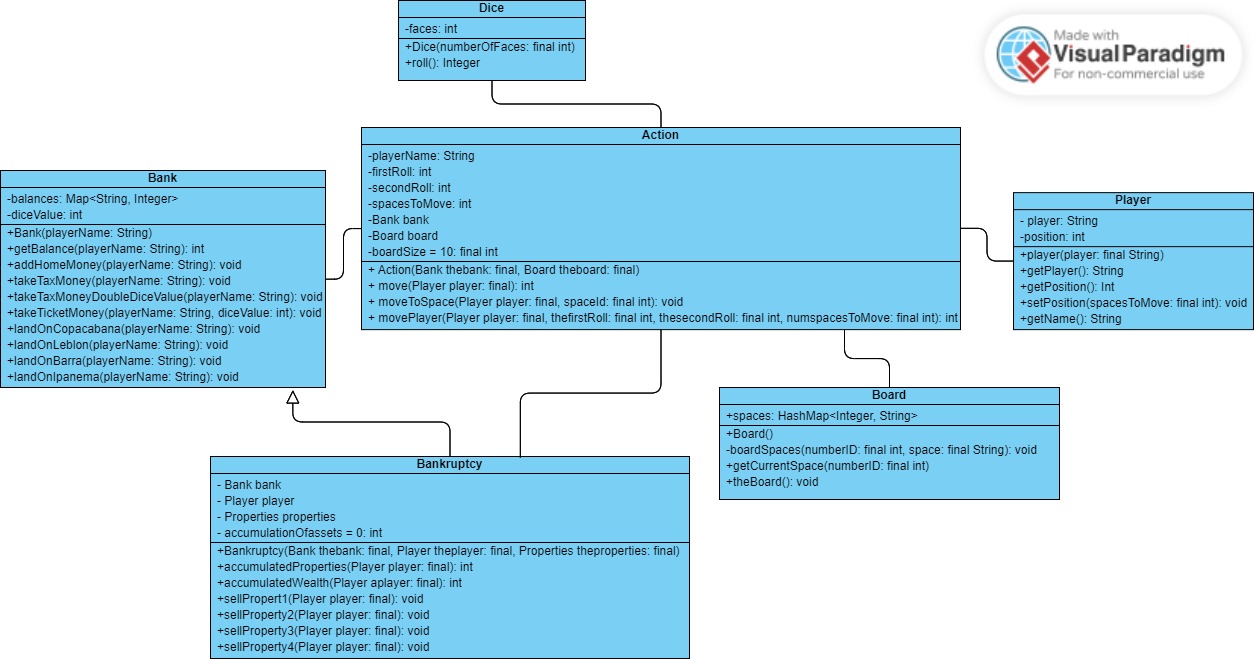 Dice
-faces: int
+Dice(numberOfFaces: final int)
+roll(): Integer
Made with
Visual Paradigm
For non-commercial use
Action
-playerName: String
-firstRoll: int
-secondRoll: int
-spacesToMove: int
-Bank bank
-Board board
-boardSize = 10: final int
+ Action(Bank thebank: final, Board theboard: final)
+ move(Player player: final): int
+ moveToSpace(Player player: final, spaceId: final int): void
+ movePlayer(Player player: final, thefirstRoll: final int, thesecondRoll: final int, numspacesToMove: final int): int
Bank
-balances: Map<String, Integer>
-diceValue: int
+Bank(playerName: String)
+getBalance(playerName: String): int
+addHomeMoney(playerName: String): void
+takeTaxMoney(playerName: String): void
+takeTaxMoneyDoubleDiceValue(playerName: String): void
+takeTicketMoney(playerName: String, diceValue: int): void
+landOnCopacabana(playerName: String): void
+landOnLeblon(playerName: String): void
+landOnBarra(playerName: String): void
+landOnIpanema(playerName: String): void
Player
- player: String
-position: int
+player(player: final String)
+getPlayer(): String
+getPosition(): Int
+setPosition(spacesToMove: final int): void
+getName(): String
Board
+spaces: HashMap<Integer, String>
+Board()
-boardSpaces(numberID: final int, space: final String): void
+getCurrentSpace(numberID: final int)
+theBoard(): void
Bankruptcy
- Bank bank
- Player player
- Properties properties
- accumulationOfassets = 0: int
+Bankruptcy(Bank thebank: final, Player theplayer: final, Properties theproperties: final)
+accumulatedProperties(Player player: final): int
+accumulatedWealth(Player aplayer: final): int
+sellPropert1(Player player: final): void
+sellProperty2(Player player: final): void
+sellProperty3(Player player: final): void
+sellProperty4(Player player: final): void